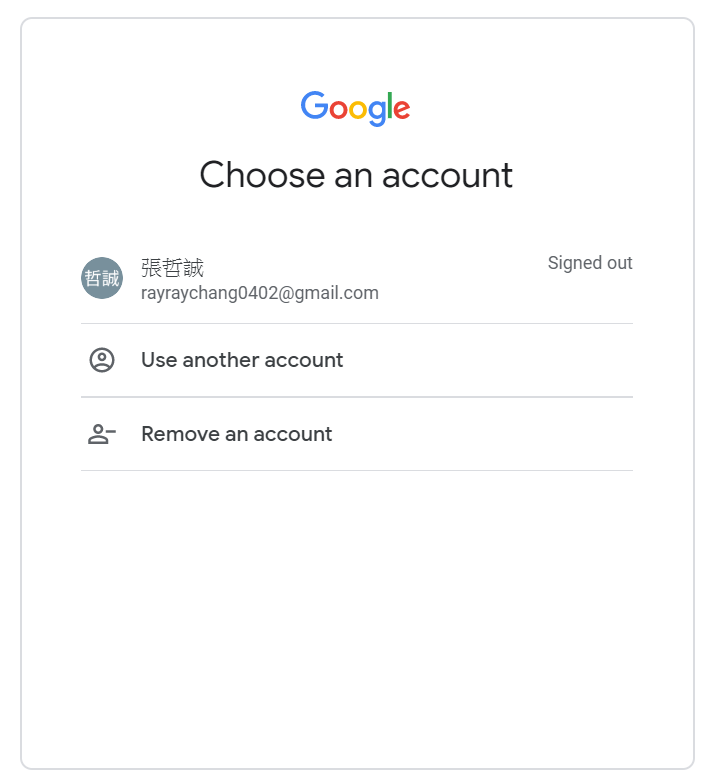 Google
Choose an account
哲誠
張哲誠
Signed out
rayraychang0402@gmail.com
Use another account
Remove an account